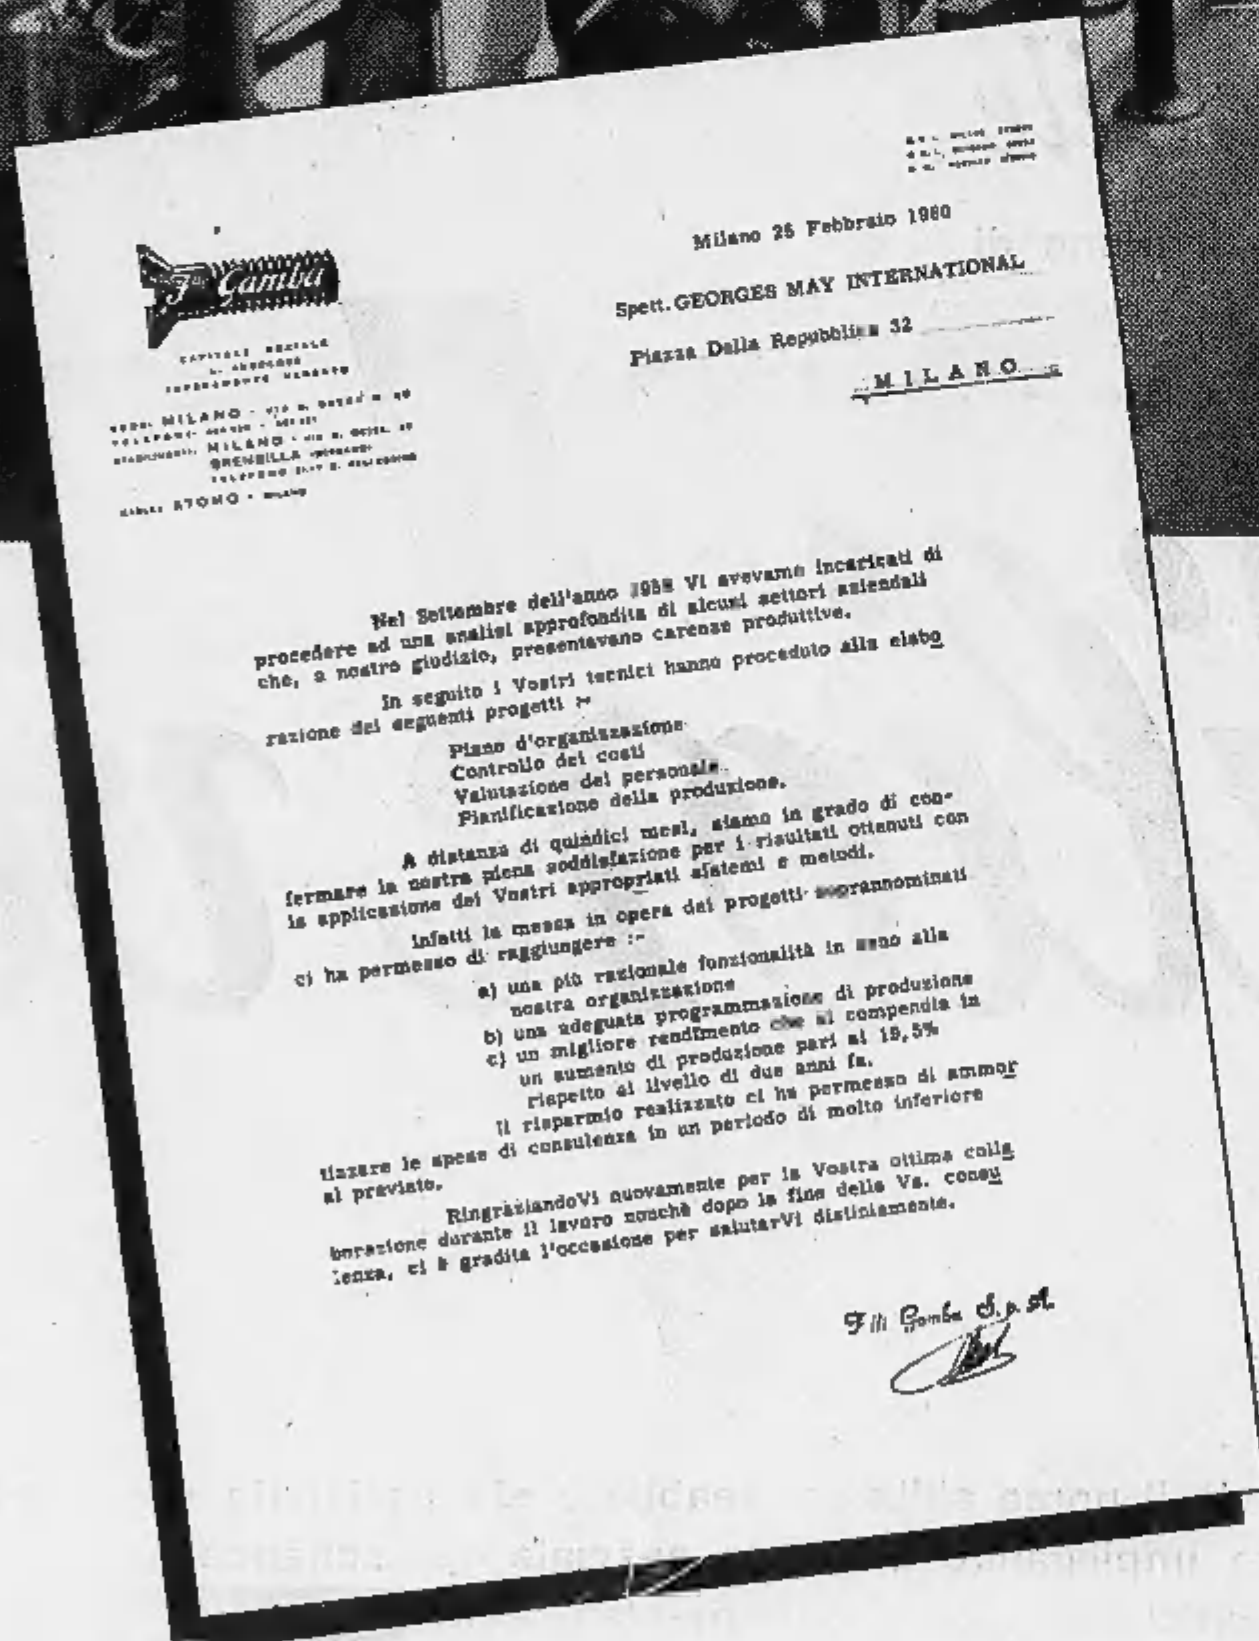 Milano 25 Febbraio 1960
Flli Gamba
Spett. GEORGES MAY INTERNATIONAL
Piazza Della Repubblica 32
MILANO
CAPITALE SOCIALE
INTERAMENTE VERSATO
MILANO
MILANO
BREMBILLA
ATOMO - MILANO
Nel Settembre dell'anno Vi avevamo incaricati di
procedere ad una analisi approfondita di alcuni settori aziendali
che, a nostro giudizio, presentavano carenze produttive.
In seguito i Vostri tecnici hanno proceduto alla elabo
razione dei seguenti progetti :-
Piano d'organizzazione
Controllo dei costi
Valutazione del personale
Pianificazione della produzione.
A distanza di quindici mesi, siamo in grado di con-
fermare la nostra piena soddisfazione per i risultati ottenuti con
la applicazione dei Vostri appropriati sistemi e metodi.
Infatti la messa in opera dei progetti soprannominati
ci ha permesso di raggiungere :-
a) una più razionale funzionalità in seno alla
nostra organizzazione
b) una adeguata programmazione di produzione
c) un migliore rendimento che si compendia in
un aumento di produzione pari al 19,5%
rispetto al livello di due anni fa.
Il risparmio realizzato ci ha permesso di ammor
tizzare le spese di consulenza in un periodo di molto inferiore
al previsto.
RingraziandoVi nuovamente per la Vostra ottima colla
borazione durante il lavoro nonchè dopo la fine della Vs. consu
lenza, ci è gradita l'occasione per salutarVi distintamente.
Flli Gamba S.p.A.